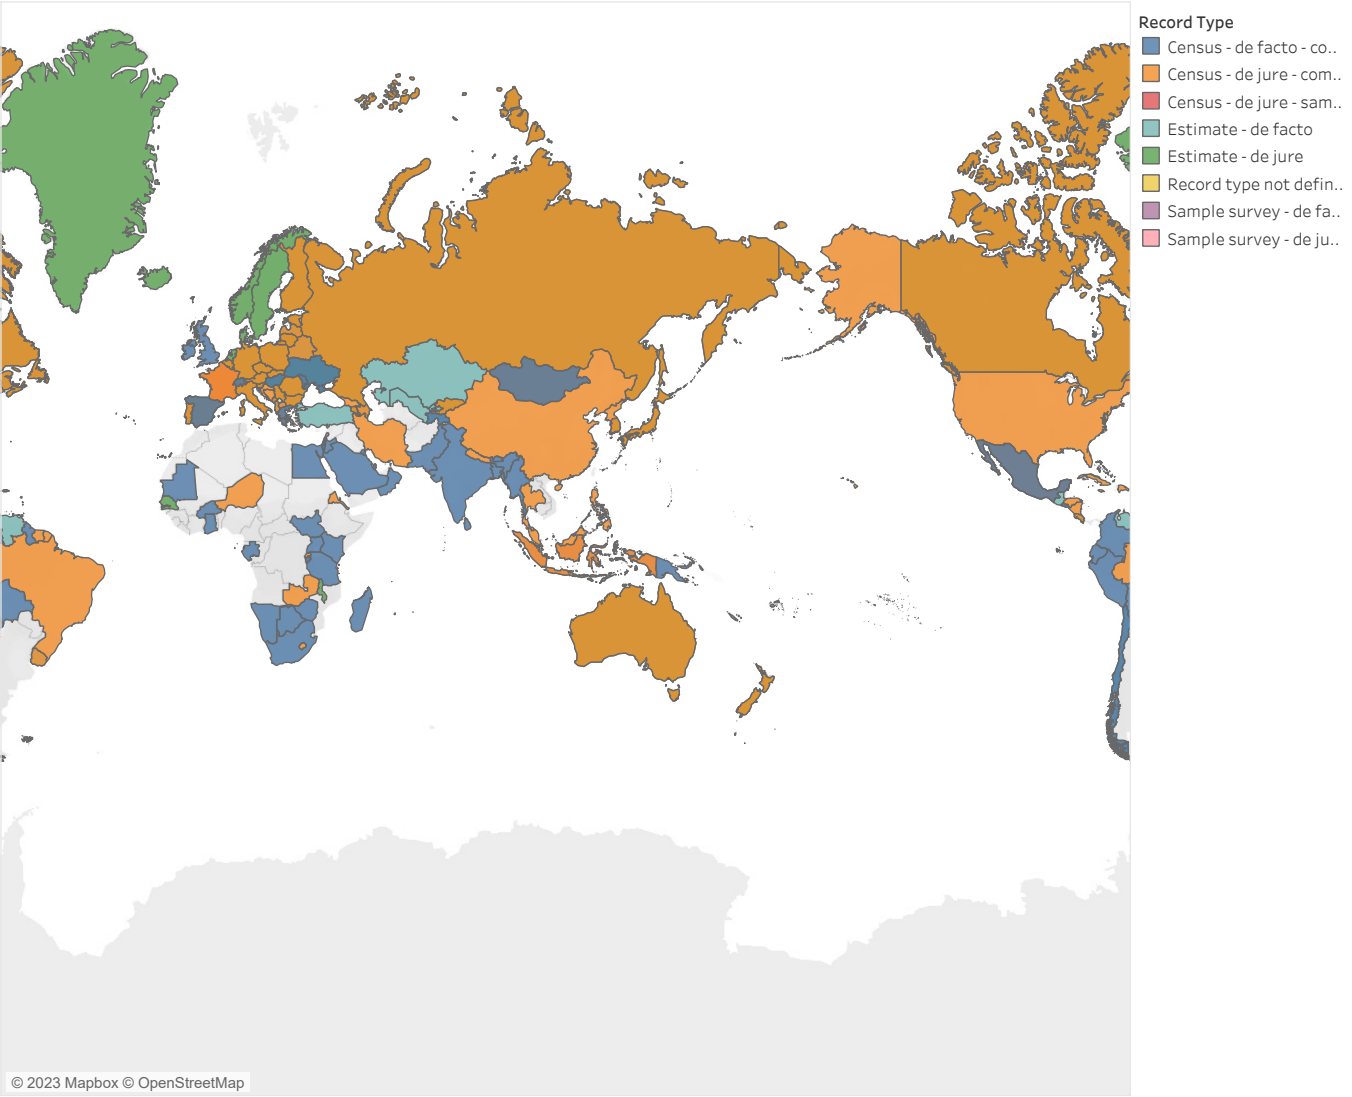 Record Type
Census - de facto - co..
Census - de jure - com..
Census - de jure - sam..
Estimate - de facto
Estimate - de jure
Record type not defin..
Sample survey - de fa..
Sample survey - de ju..
© 2023 Mapbox © OpenStreetMap